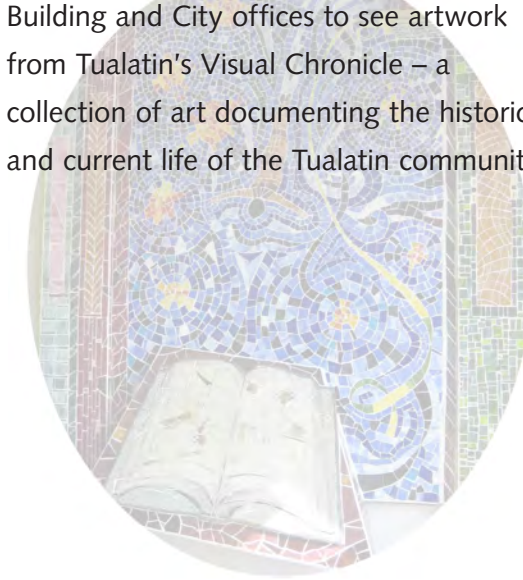 Building and City offices to see artwork
from Tualatin's Visual Chronicle – a
collection of art documenting the historic
and current life of the Tualatin communit